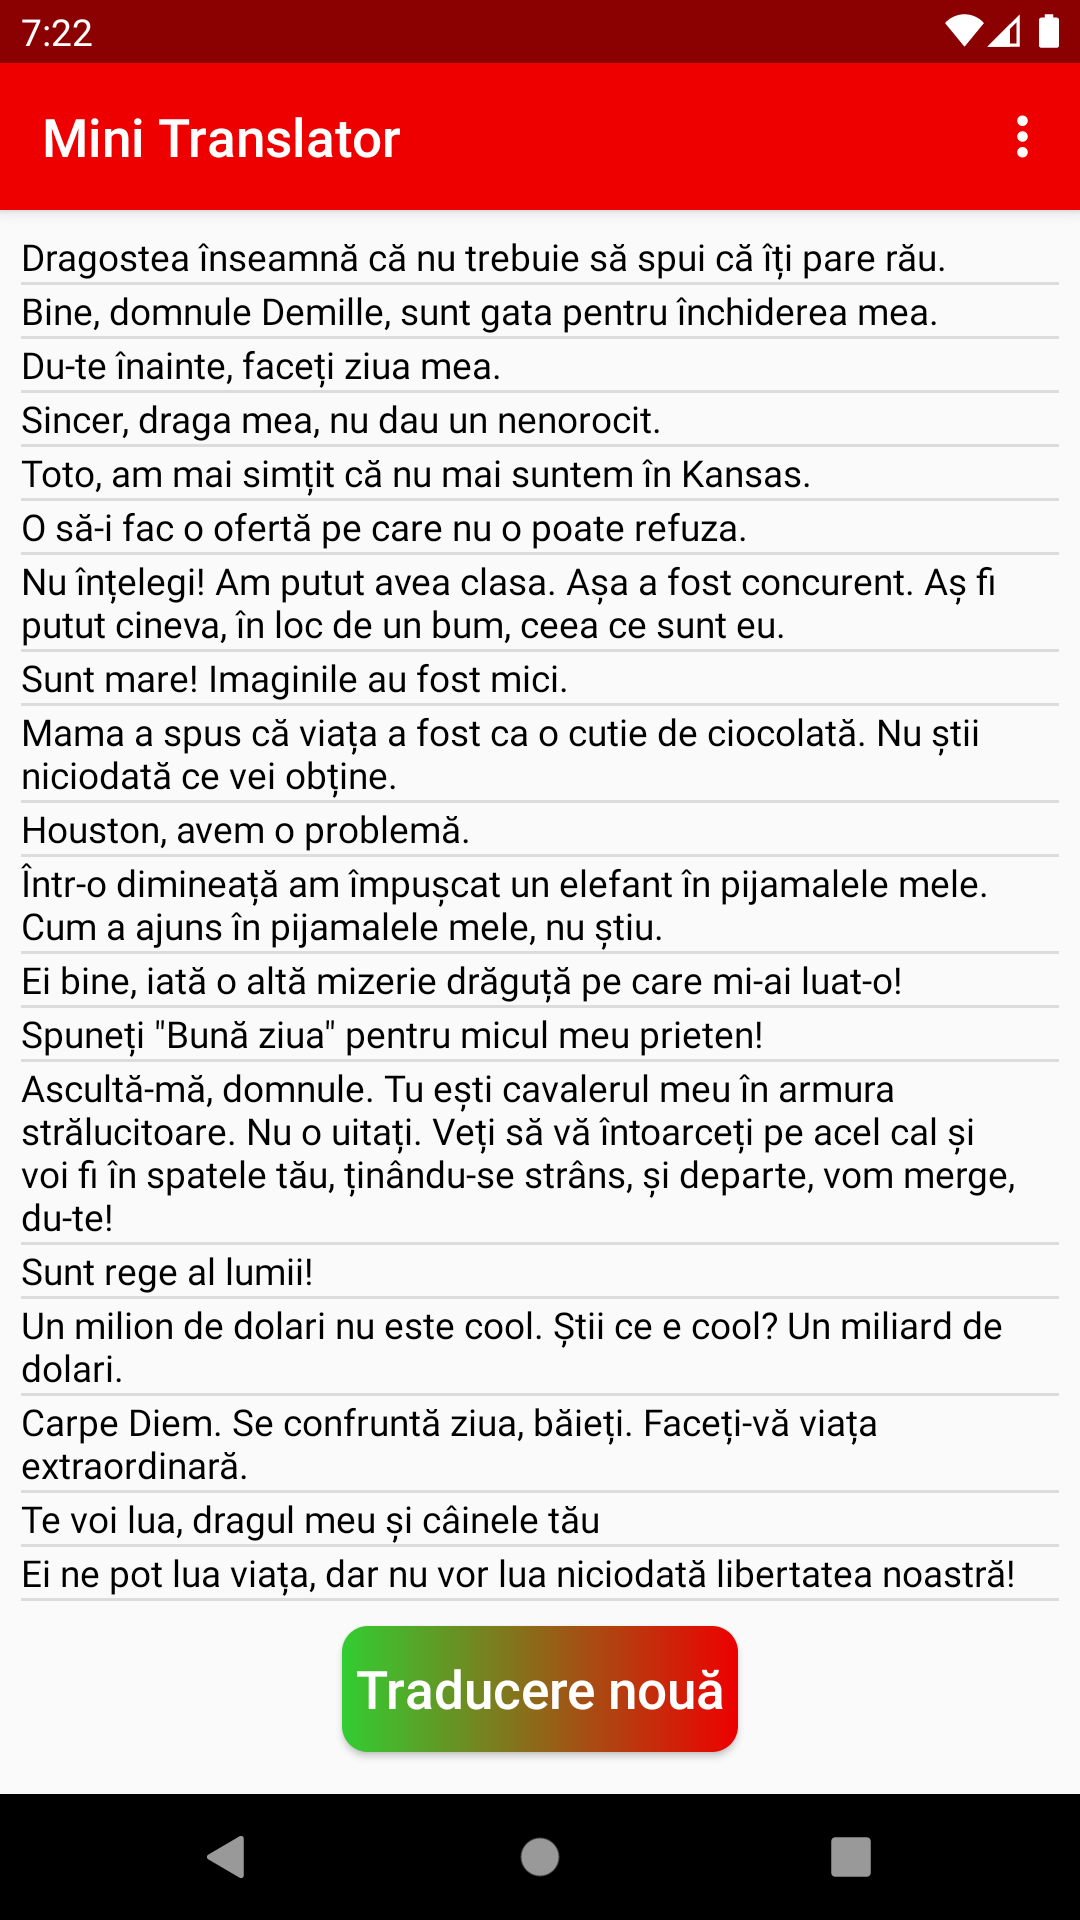 7:22
Mini Translator
Dragostea înseamnă că nu trebuie să spui că îți pare rău.
Bine, domnule Demille, sunt gata pentru închiderea mea.
Du-te înainte, faceți ziua mea.
Sincer, draga mea, nu dau un nenorocit.
Toto, am mai simțit că nu mai suntem în Kansas.
O să-i fac o ofertă pe care nu o poate refuza.
Nu înțelegi! Am putut avea clasa. Așa a fost concurent. Aș fi
putut cineva, în loc de un bum, ceea ce sunt eu.
Sunt mare! Imaginile au fost mici.
Mama a spus că viața a fost ca o cutie de ciocolată. Nu știi
niciodată ce vei obține.
Houston, avem o problemă.
Într-o dimineață am împușcat un elefant în pijamalele mele.
Cum a ajuns în pijamalele mele, nu știu.
Ei bine, iată o altă mizerie drăguță pe care mi-ai luat-o!
Spuneți "Bună ziua" pentru micul meu prieten!
Ascultă-mă, domnule. Tu ești cavalerul meu în armura
strălucitoare. Nu o uitați. Veți să vă întoarceți pe acel cal și
voi fi în spatele tău, ținându-se strâns, și departe, vom merge,
du-te!
Sunt rege al lumii!
Un milion de dolari nu este cool. Știi ce e cool? Un miliard de
dolari.
Carpe Diem. Se confruntă ziua, băieți. Faceți-vă viața
extraordinară.
Te voi lua, dragul meu și câinele tău
Ei ne pot lua viața, dar nu vor lua niciodată libertatea noastră!
Traducere nouă